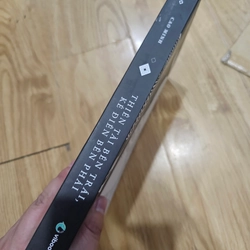 CAO MINH
THIÊN TÀI BÊN TRÁI,
KẺ ĐIÊN BÊN PHẢI